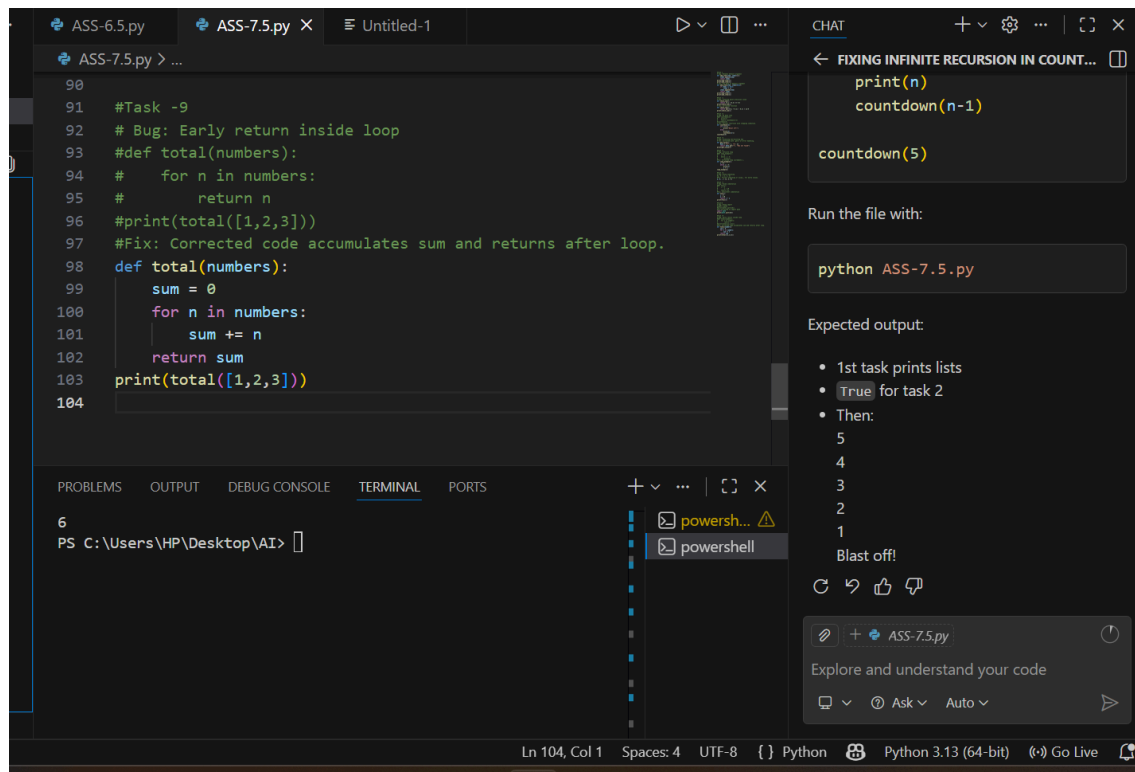 ASS-6.5.py
ASS-7.5.py
Untitled-1
ASS-7.5.py > ...
90
91 #Task -9
92 # Bug: Early return inside loop
93 #def total(numbers):
94 #    for n in numbers:
95 #        return n
96 #print(total([1,2,3]))
97 #Fix: Corrected code accumulates sum and returns after loop.
98 def total(numbers):
99     sum = 0
100     for n in numbers:
101         sum += n
102     return sum
103 print(total([1,2,3]))
104
PROBLEMS OUTPUT DEBUG CONSOLE TERMINAL PORTS
6
PS C:\Users\HP\Desktop\AI>
powersh...
powershell
CHAT
FIXING INFINITE RECURSION IN COUNT...
print(n)
countdown(n-1)
countdown(5)
Run the file with:
python ASS-7.5.py
Expected output:
• 1st task prints lists
• True for task 2
• Then:
5
4
3
2
1
Blast off!
+ ASS-7.5.py
Explore and understand your code
Ask Auto
Ln 104, Col 1 Spaces: 4 UTF-8 { } Python Python 3.13 (64-bit) Go Live